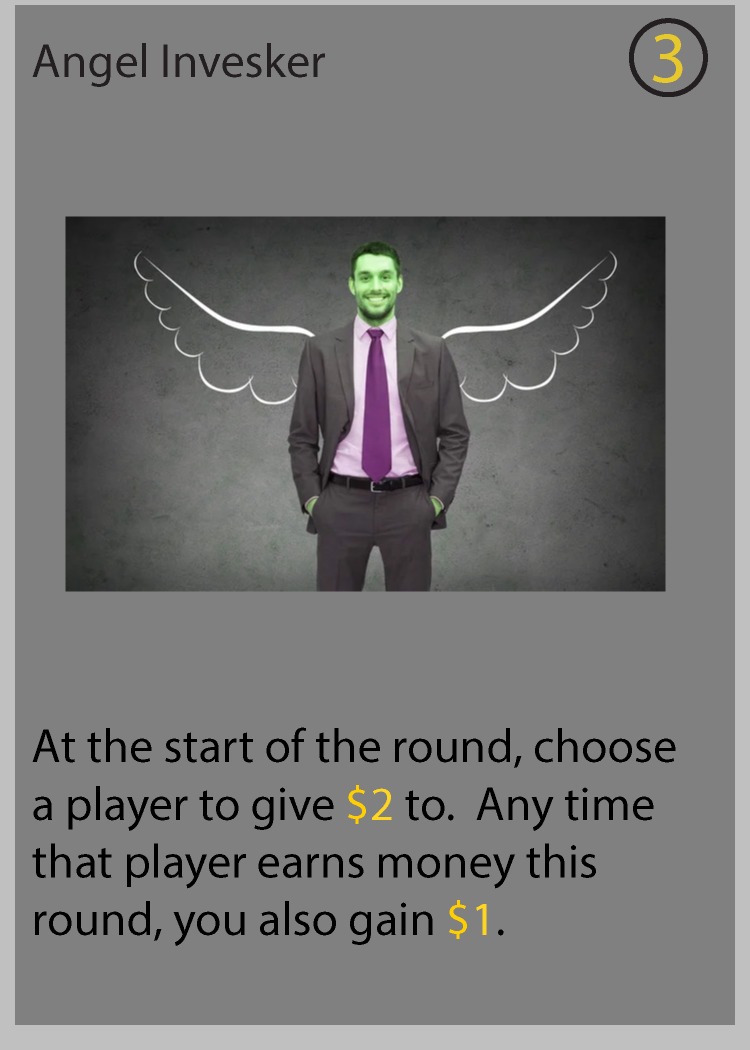 Angel Invesker
3
At the start of the round, choose
a player to give $2 to.  Any time
that player earns money this
round, you also gain $1.